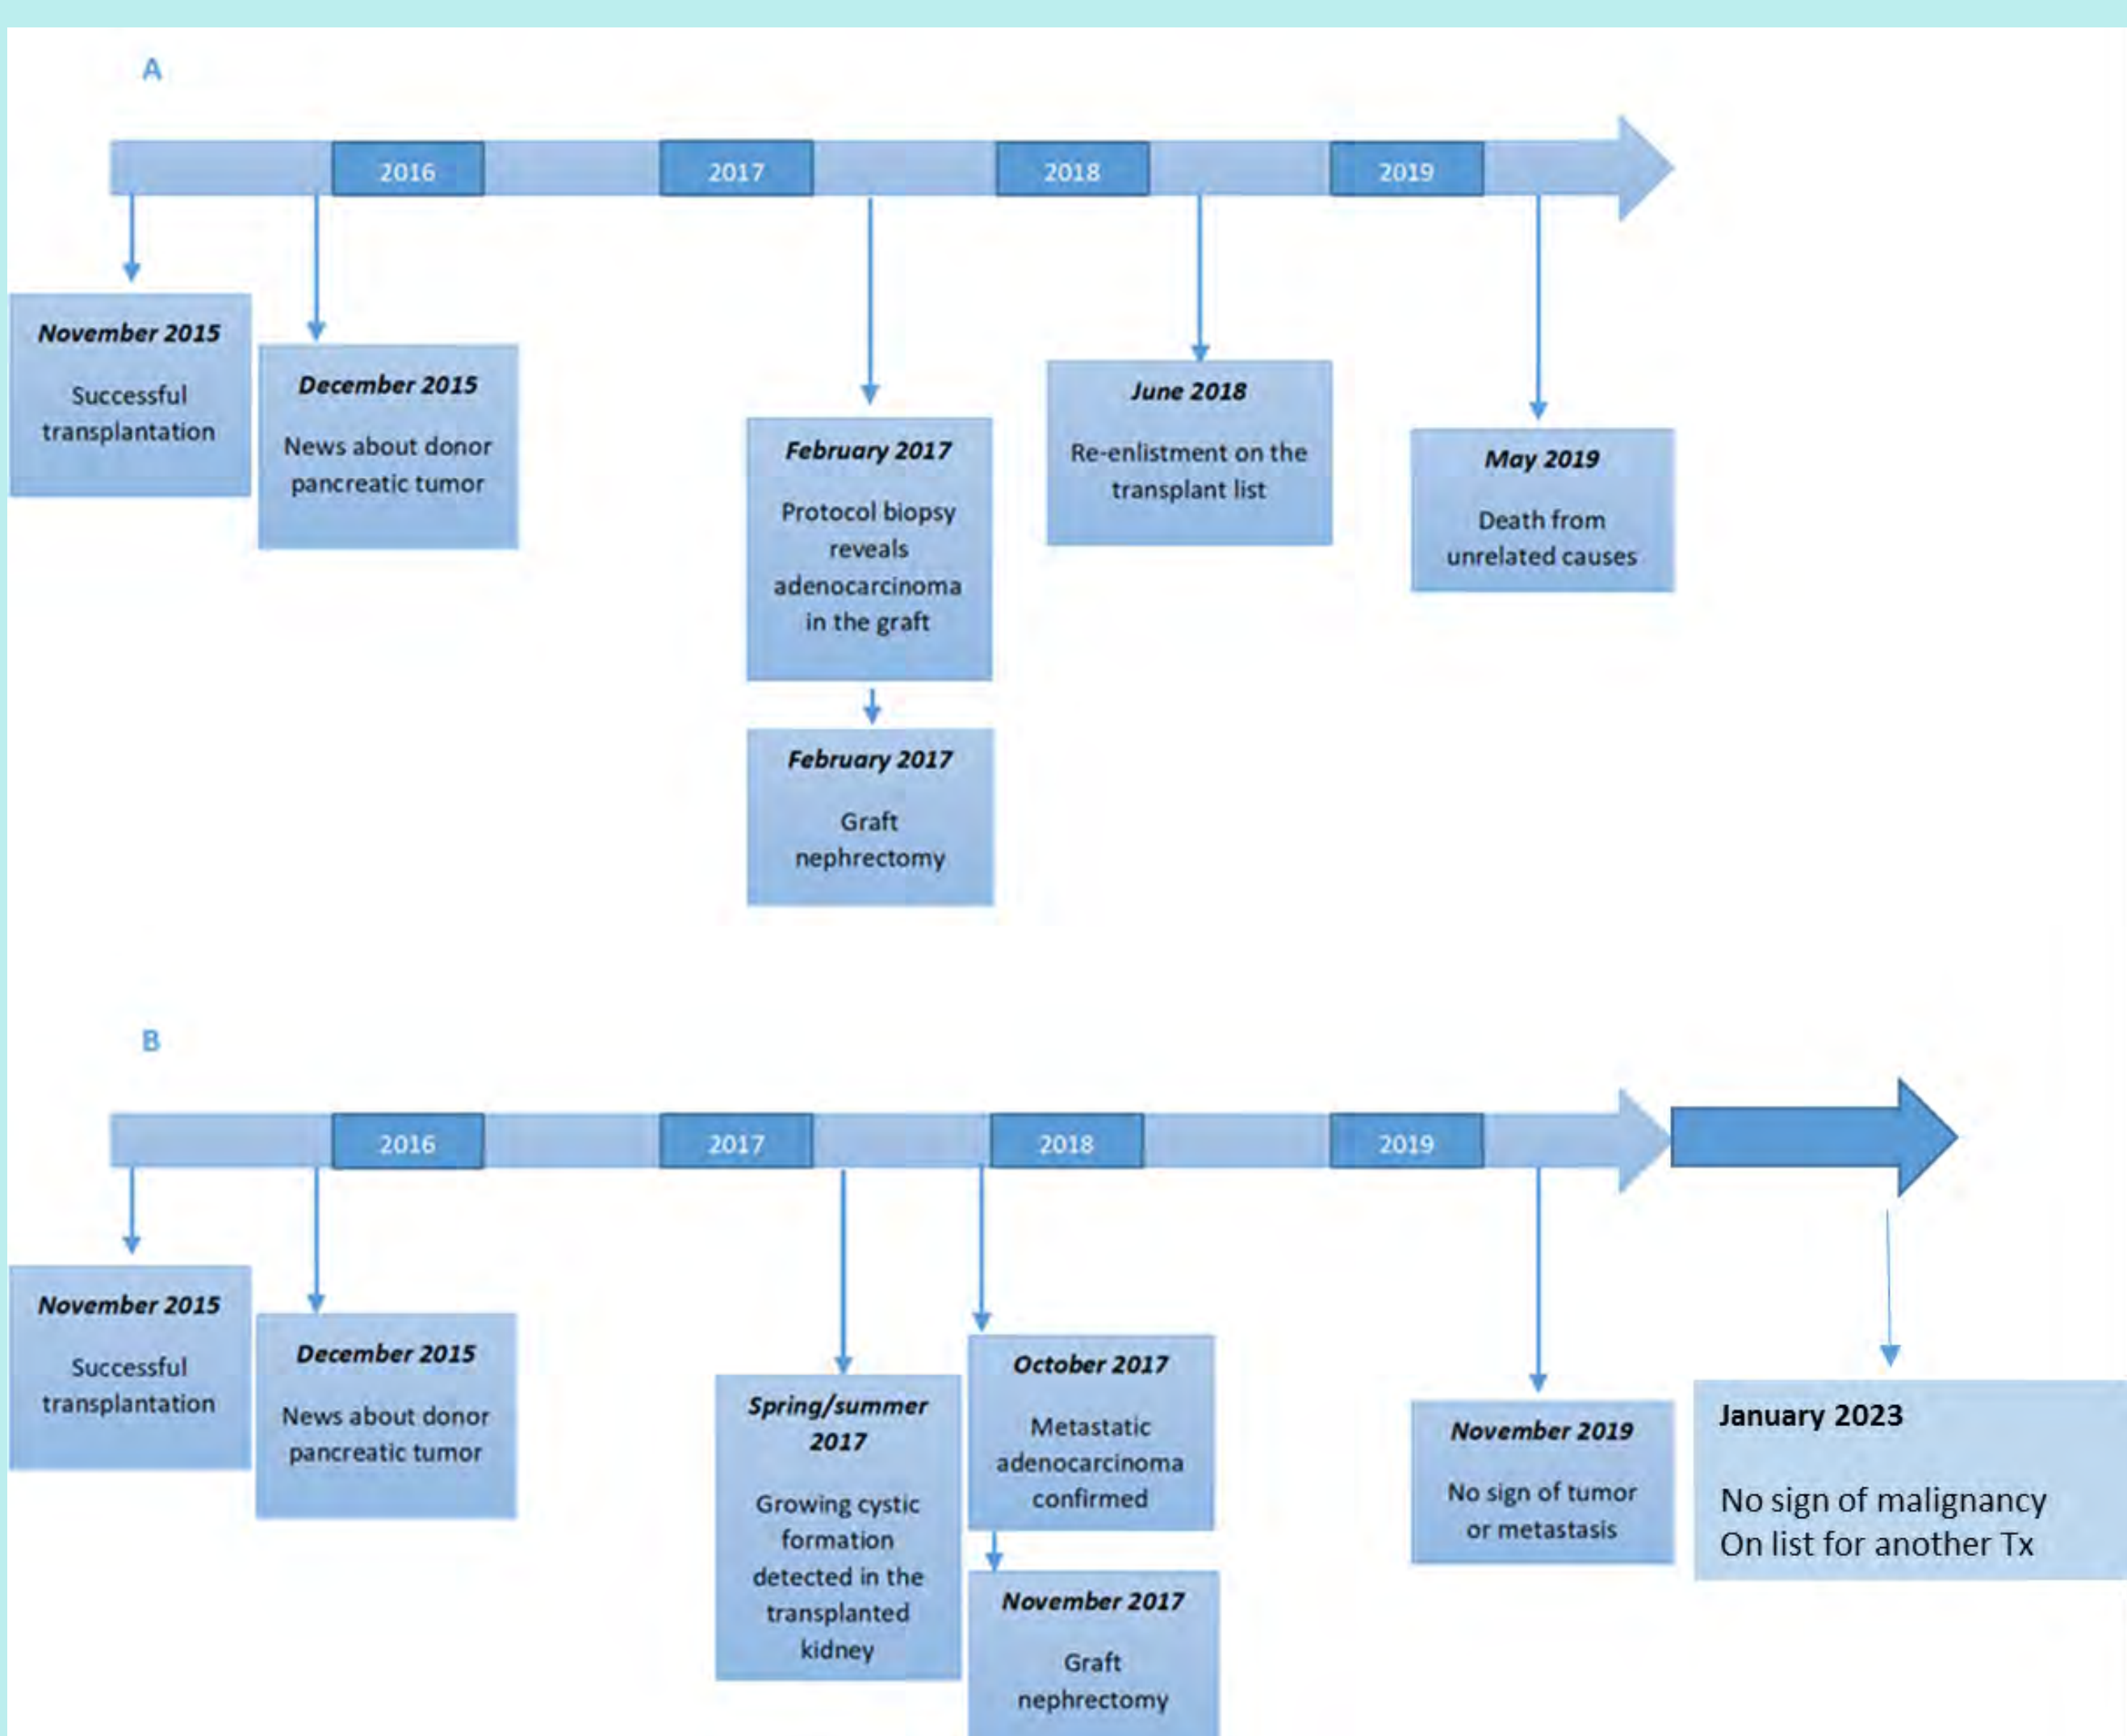 A
2016
2017
2018
2019
November 2015
Successful
transplantation
December 2015
News about donor
pancreatic tumor
February 2017
Protocol biopsy
reveals
adenocarcinoma
in the graft
February 2017
Graft
nephrectomy
June 2018
Re-enlistment on the
transplant list
May 2019
Death from
unrelated causes
B
2016
2017
2018
2019
November 2015
Successful
transplantation
December 2015
News about donor
pancreatic tumor
Spring/summer
2017
Growing cystic
formation
detected in the
transplanted
kidney
October 2017
Metastatic
adenocarcinoma
confirmed
November 2017
Graft
nephrectomy
November 2019
No sign of tumor
or metastasis
January 2023
No sign of malignancy
On list for another Tx